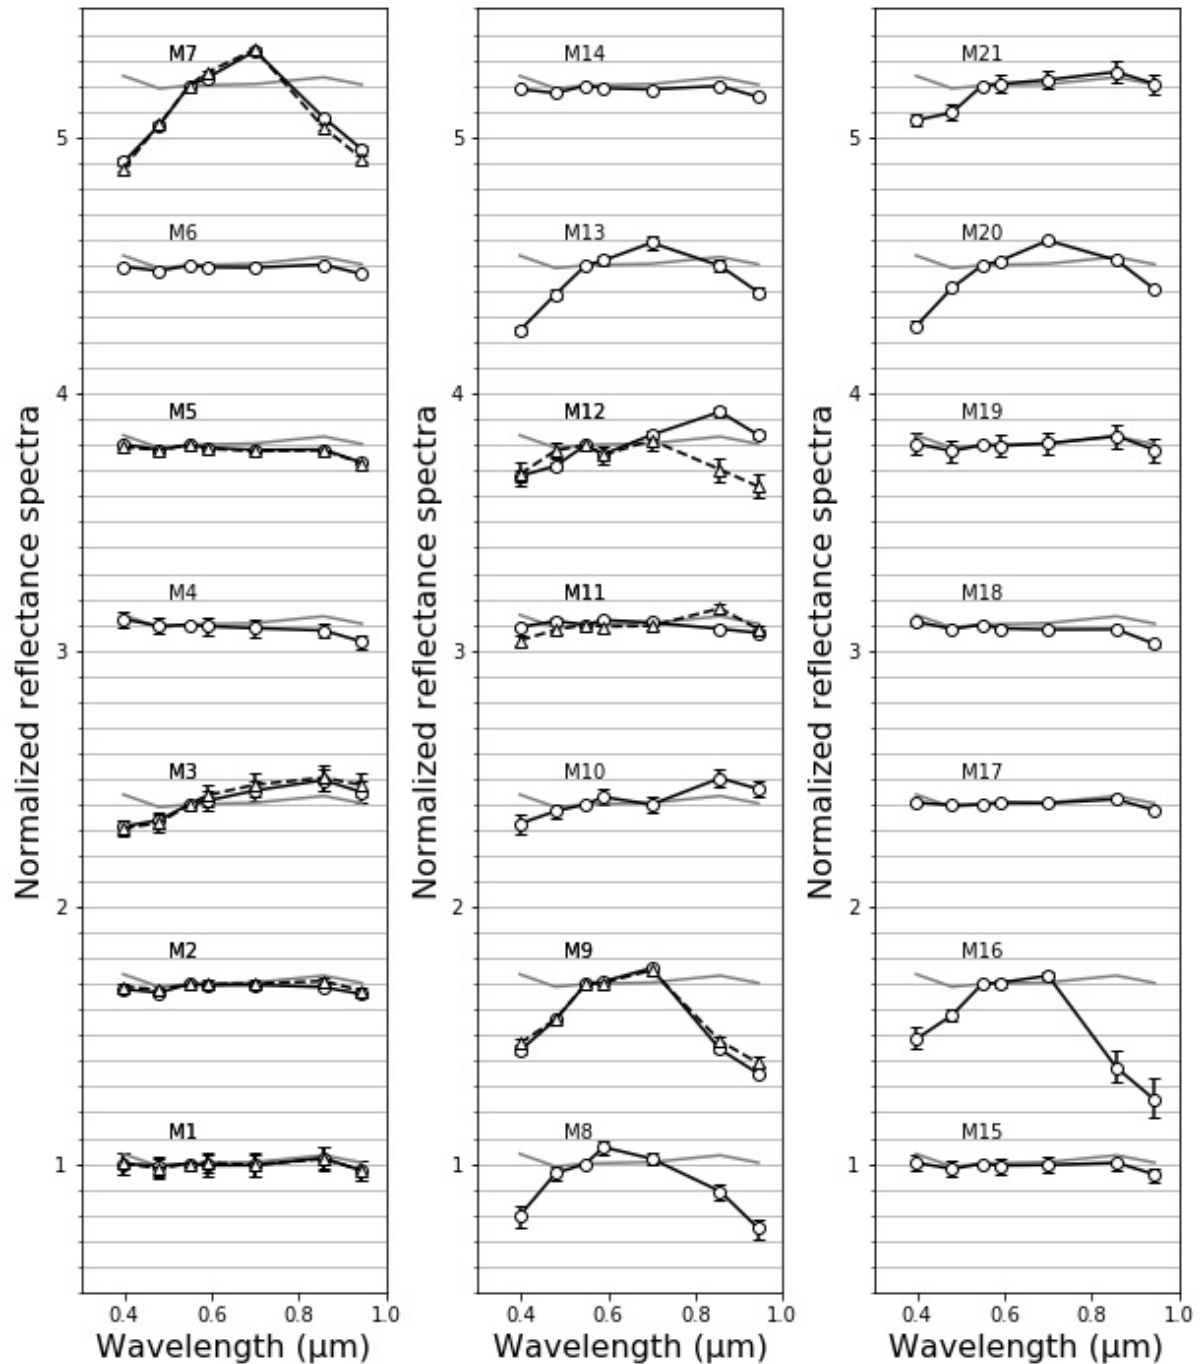 M7
M6
M5
M4
M3
M2
M1
5
4
3
2
1
0.4 0.6 0.8 1.0
Wavelength (μm)
Normalized reflectance spectra
M14
M13
M12
M11
M10
M9
M8
5
4
3
2
1
0.4 0.6 0.8 1.0
Wavelength (μm)
Normalized reflectance spectra
M21
M20
M19
M18
M17
M16
M15
5
4
3
2
1
0.4 0.6 0.8 1.0
Wavelength (μm)
Normalized reflectance spectra